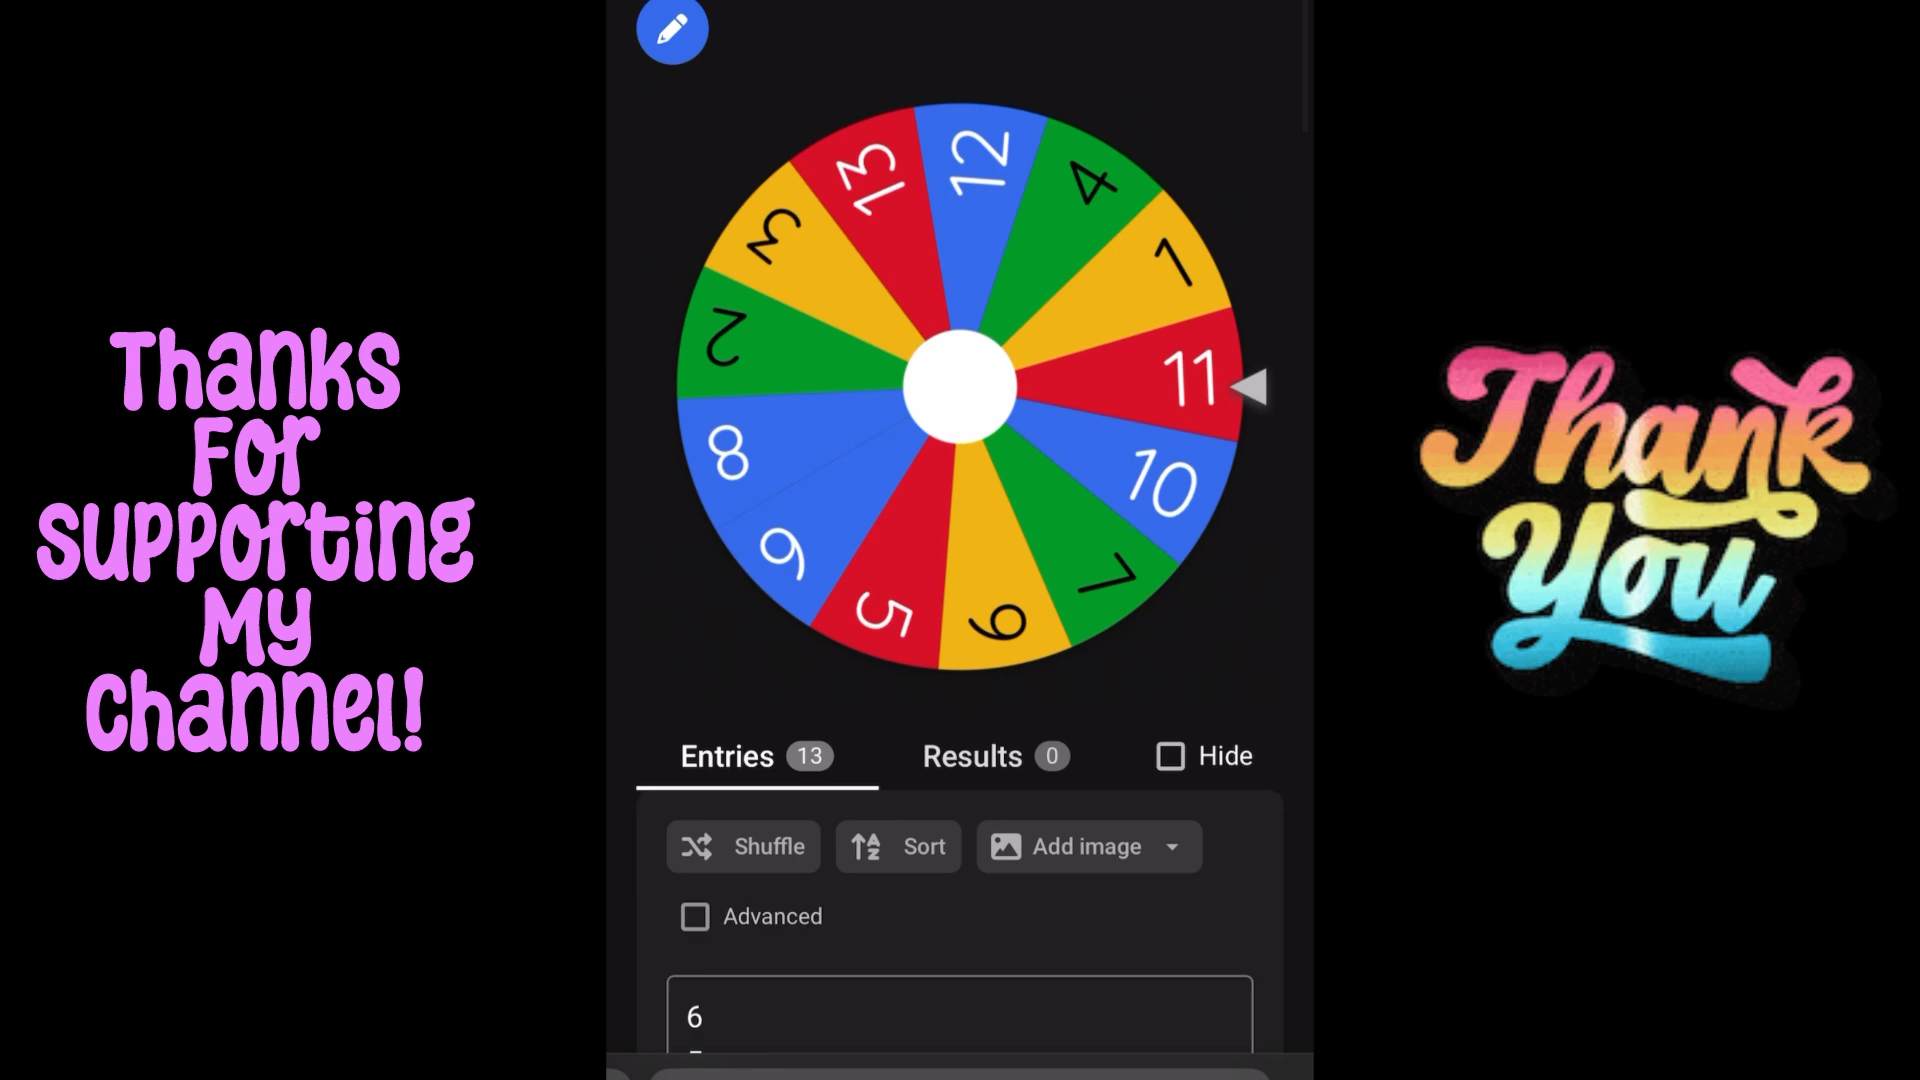 Thanks
For
supporting
My
channel!
12
4
1
11
10
7
9
5
6
8
2
3
13
Entries 13 Results 0 Hide
Shuffle Sort Add image
Advanced
6
Thank
You